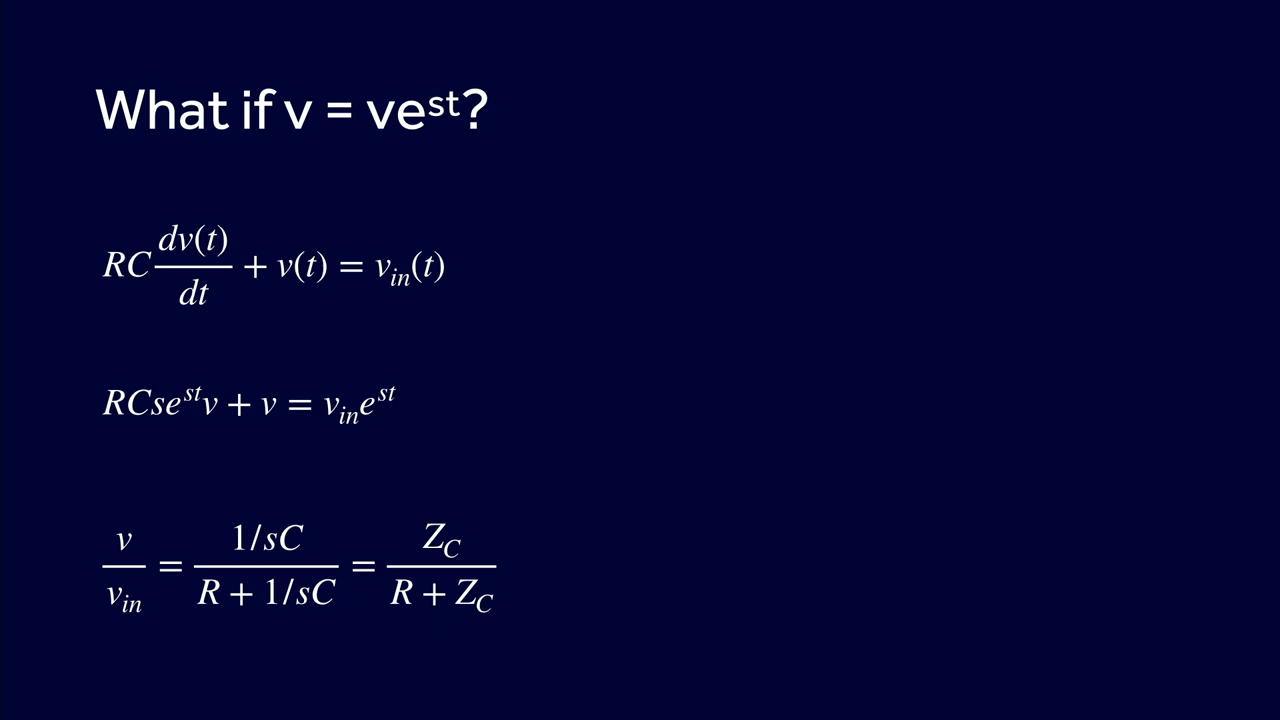 What if v = ve^st?
RC dv(t)/dt + v(t) = v_in(t)
RCse^st v + v = v_in e^st
v/v_in = (1/sC)/(R + 1/sC) = Z_C/(R + Z_C)